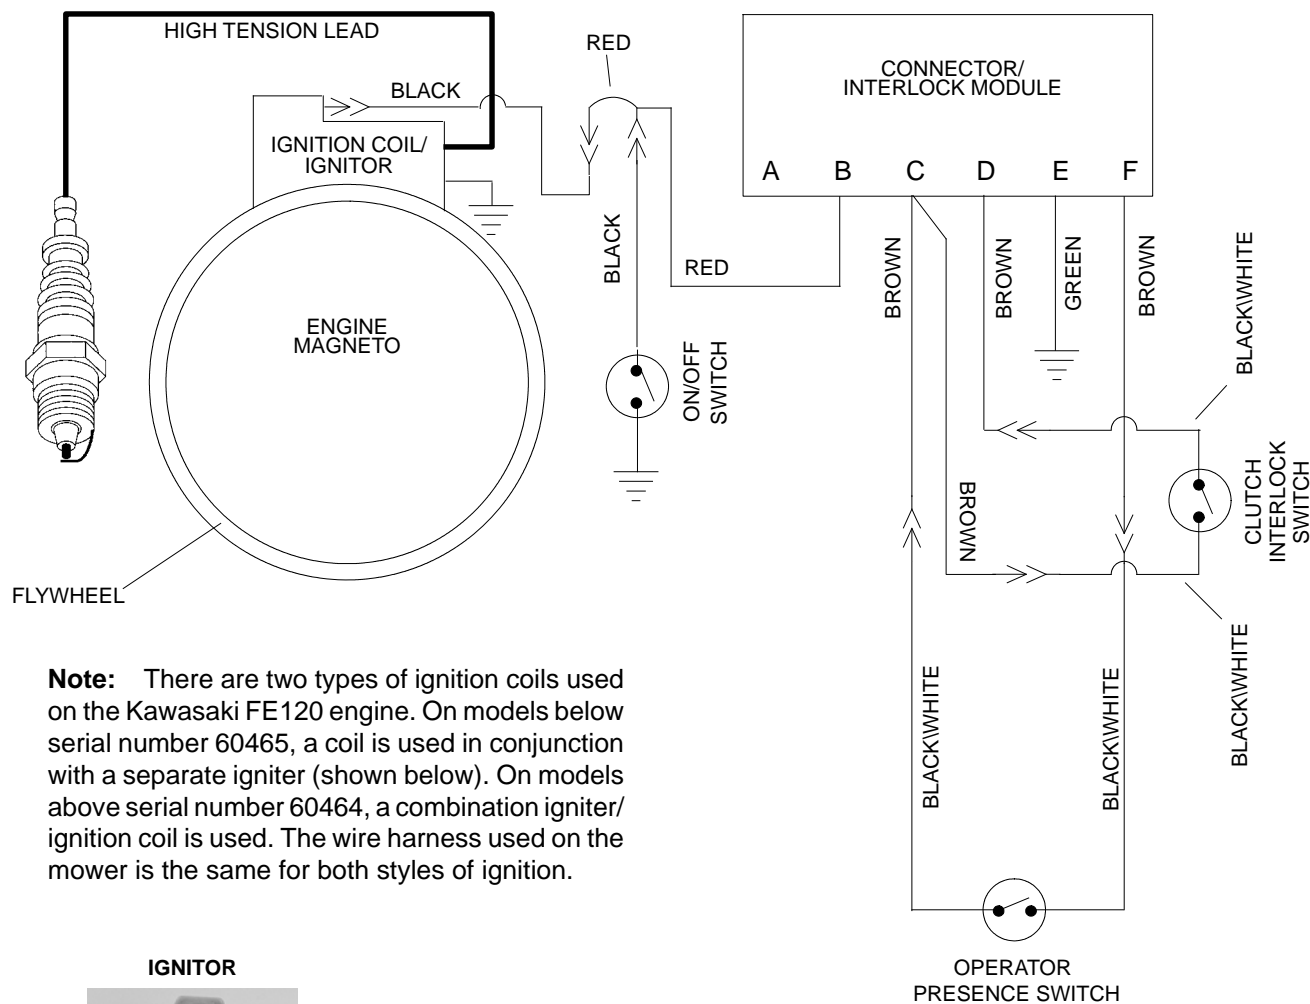 HIGH TENSION LEAD
RED
BLACK
CONNECTOR/
INTERLOCK MODULE
IGNITION COIL/
IGNITOR
A B C D E F
BLACK
RED
BROWN
BROWN
GREEN
BROWN
BLACK\WHITE
ENGINE
MAGNETO
ON/OFF
SWITCH
CLUTCH
INTERLOCK
SWITCH
BROWN
FLYWHEEL
BLACK\WHITE
BLACK\WHITE
BLACK\WHITE
Note: There are two types of ignition coils used
on the Kawasaki FE120 engine. On models below
serial number 60465, a coil is used in conjunction
with a separate igniter (shown below). On models
above serial number 60464, a combination igniter/
ignition coil is used. The wire harness used on the
mower is the same for both styles of ignition.
IGNITOR
OPERATOR
PRESENCE SWITCH